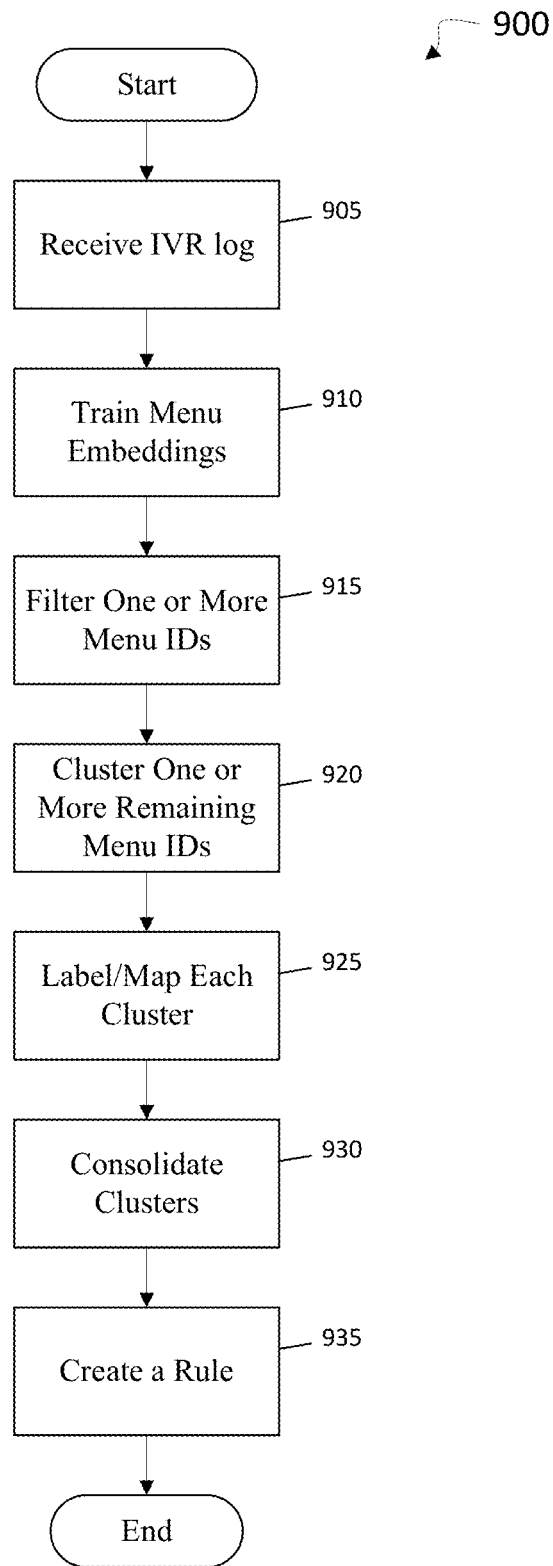 900
Start
Receive IVR log
905
Train Menu
Embeddings
910
Filter One or More
Menu IDs
915
Cluster One or
More Remaining
Menu IDs
920
Label/Map Each
Cluster
925
Consolidate
Clusters
930
Create a Rule
935
End